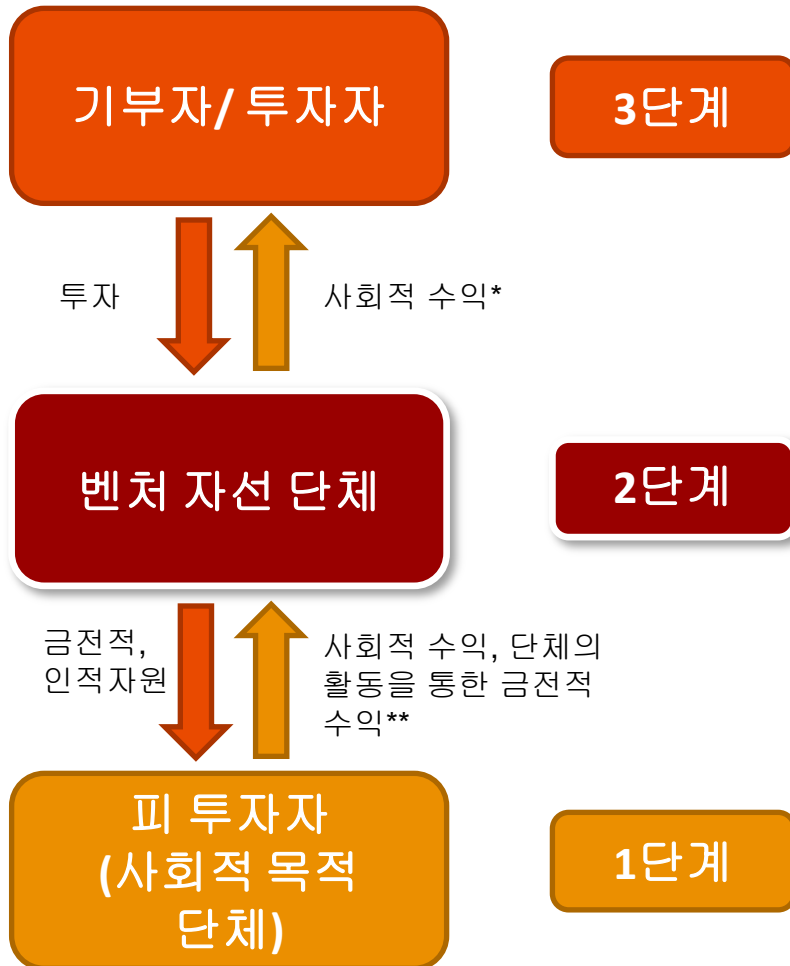 기부자/ 투자자
3단계
투자
사회적 수익*
벤처 자선 단체
2단계
금전적,
인적자원
사회적 수익, 단체의
활동을 통한 금전적
수익**
피 투자자
(사회적 목적
단체)
1단계